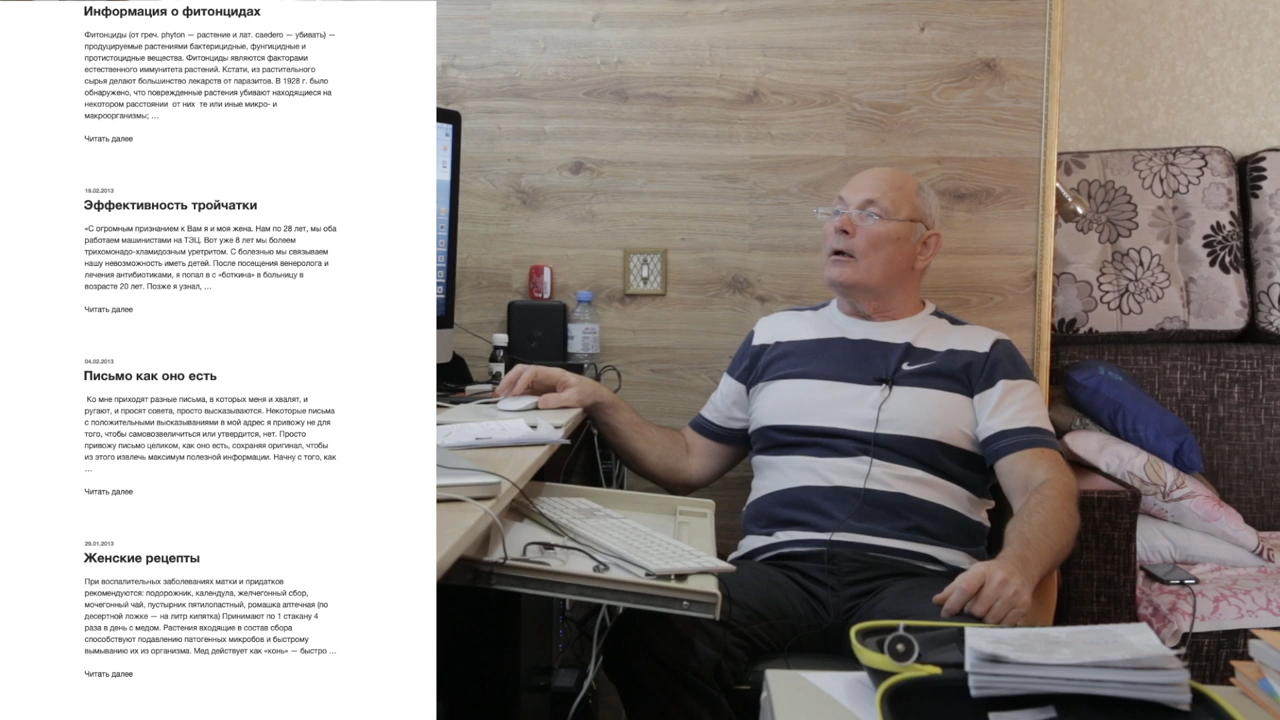 Информация о фитонцидах
Фитонциды (от греч. phyton — растение и лат. caedero — убивать) —
продуцируемые растениями бактерицидные, фунгицидные и
протистоцидные вещества. Фитонциды являются факторами
естественного иммунитета растений. Кстати, из растительного
сырья делают большинство лекарств от паразитов. В 1928 г. было
обнаружено, что поврежденные растения убивают находящиеся на
некотором расстоянии от них те или иные микро- и
макроорганизмы; …
Читать далее
19.02.2013
Эффективность тройчатки
«С огромным признанием к Вам я и моя жена. Нам по 28 лет, мы оба
работаем машинистами на ТЭЦ. Вот уже 8 лет мы болеем
трихомонадо-хламидозным уретритом. С болезнью мы связываем
нашу невозможность иметь детей. После посещения венеролога и
лечения антибиотиками, я попал в с «боткина» в больницу в
возрасте 20 лет. Позже я узнал, …
Читать далее
04.02.2013
Письмо как оно есть
Ко мне приходят разные письма, в которых меня и хвалят, и
ругают, и просят совета, просто высказываются. Некоторые письма
с положительными высказываниями в мой адрес я привожу не для
того, чтобы самовозвеличиться или утвердится, нет. Просто
привожу письмо целиком, как оно есть, сохраняя оригинал, чтобы
из этого извлечь максимум полезной информации. Начну с того, как
…
Читать далее
29.01.2013
Женские рецепты
При воспалительных заболеваниях матки и придатков
рекомендуются: подорожник, календула, желчегонный сбор,
мочегонный чай, пустырник пятилопастный, ромашка аптечная (по
десертной ложке — на литр кипятка) Принимают по 1 стакану 4
раза в день с медом. Растения входящие в состав сбора
способствуют подавлению патогенных микробов и быстрому
вымыванию их из организма. Мед действует как «конь» — быстро …
Читать далее